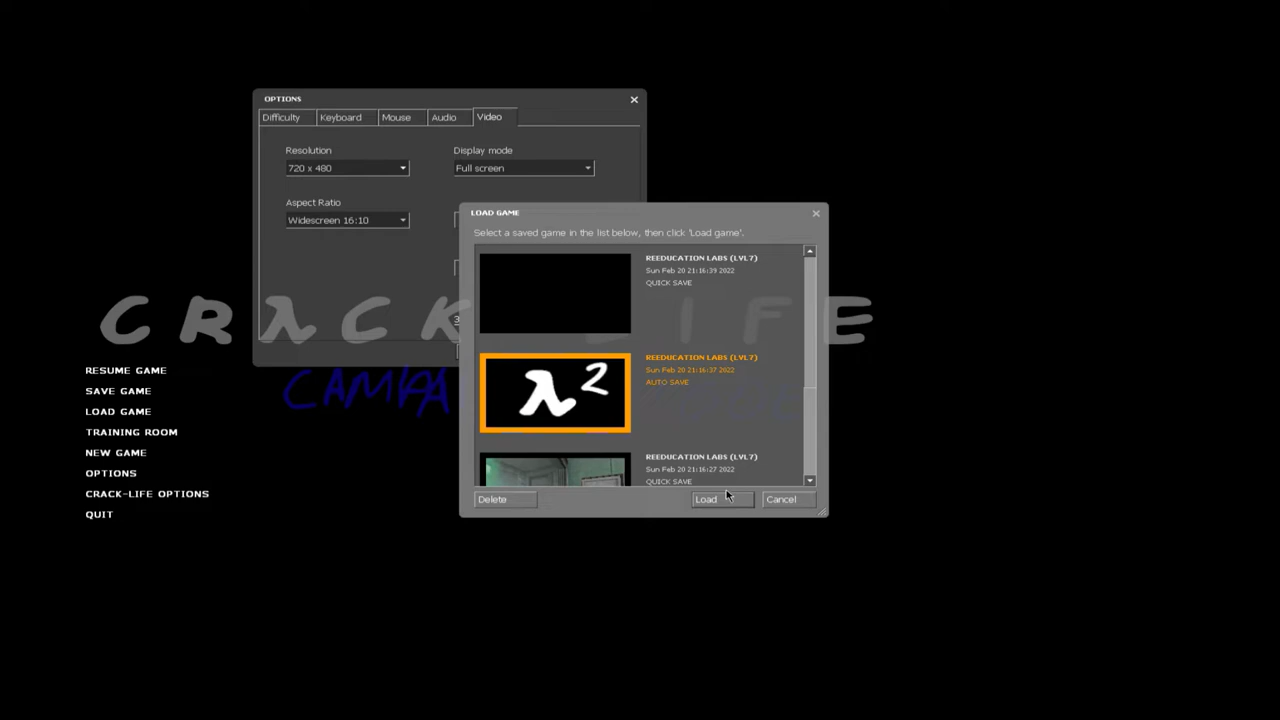 OPTIONS
Difficulty Keyboard Mouse Audio Video
Resolution Display mode
720 x 480 Full screen
Aspect Ratio
Widescreen 16:10
LOAD GAME
Select a saved game in the list below, then click 'Load game'.
REEDUCATION LABS (LVL7)
Sun Feb 20 21:16:39 2022
QUICK SAVE
REEDUCATION LABS (LVL7)
Sun Feb 20 21:16:37 2022
AUTO SAVE
λ2
REEDUCATION LABS (LVL7)
Sun Feb 20 21:16:27 2022
QUICK SAVE
Delete Load Cancel
CRλCK IFE
CAMPA
RESUME GAME
SAVE GAME
LOAD GAME
TRAINING ROOM
NEW GAME
OPTIONS
CRACK-LIFE OPTIONS
QUIT